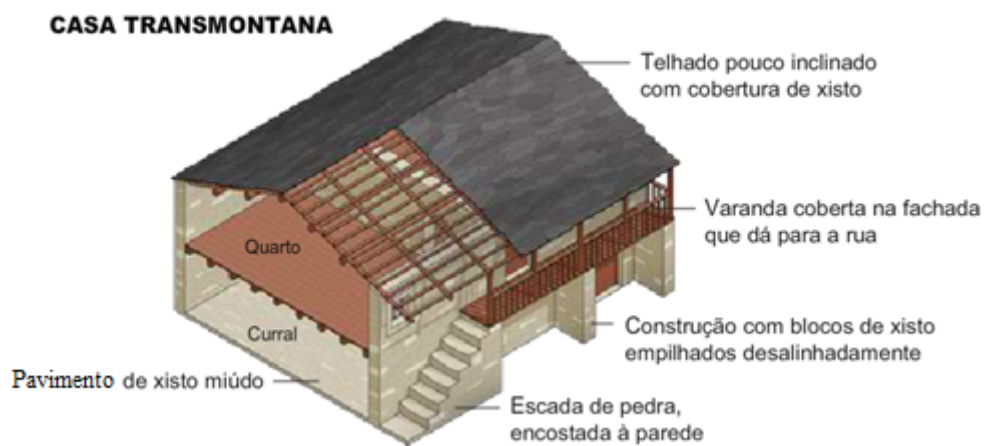 CASA TRANSMONTANA
Telhado pouco inclinado
com cobertura de xisto
Varanda coberta na fachada
que dá para a rua
Quarto
Curral
Construção com blocos de xisto
empilhados desalinhadamente
Pavimento de xisto miúdo
Escada de pedra,
encostada à parede